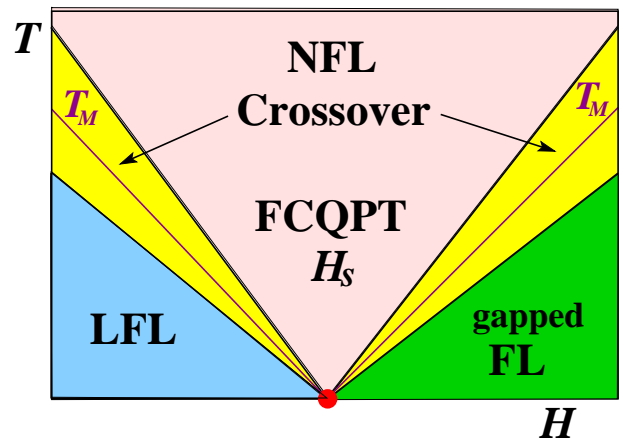 T
NFL
T_M
T_M
Crossover
FCQPT
H_s
LFL
gapped
FL
H